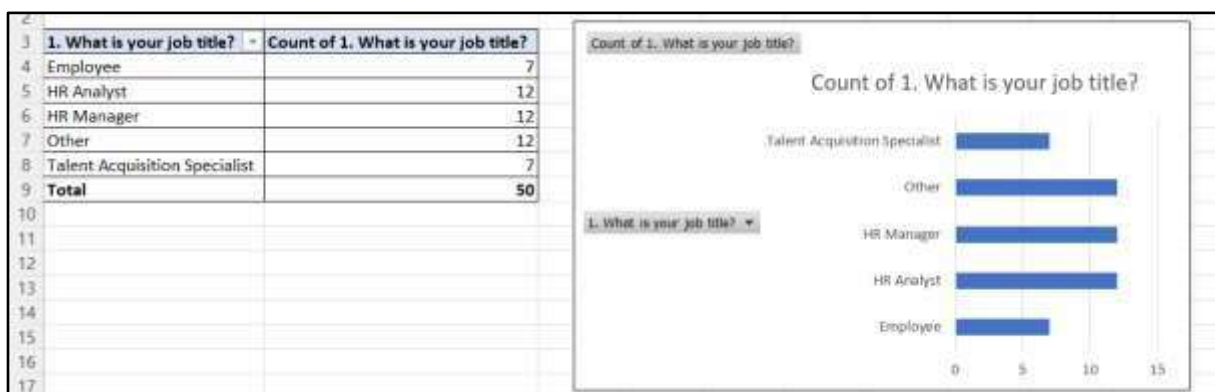 2
3 1. What is your job title? Count of 1. What is your job title?
4 Employee 7
5 HR Analyst 12
6 HR Manager 12
7 Other 12
8 Talent Acquisition Specialist 7
9 Total 50
10
11
12
13
14
15
16
17
Count of 1. What is your job title?
Count of 1. What is your job title?
Talent Acquisition Specialist
Other
1. What is your job title?
HR Manager
HR Analyst
Employee
0 5 10 15